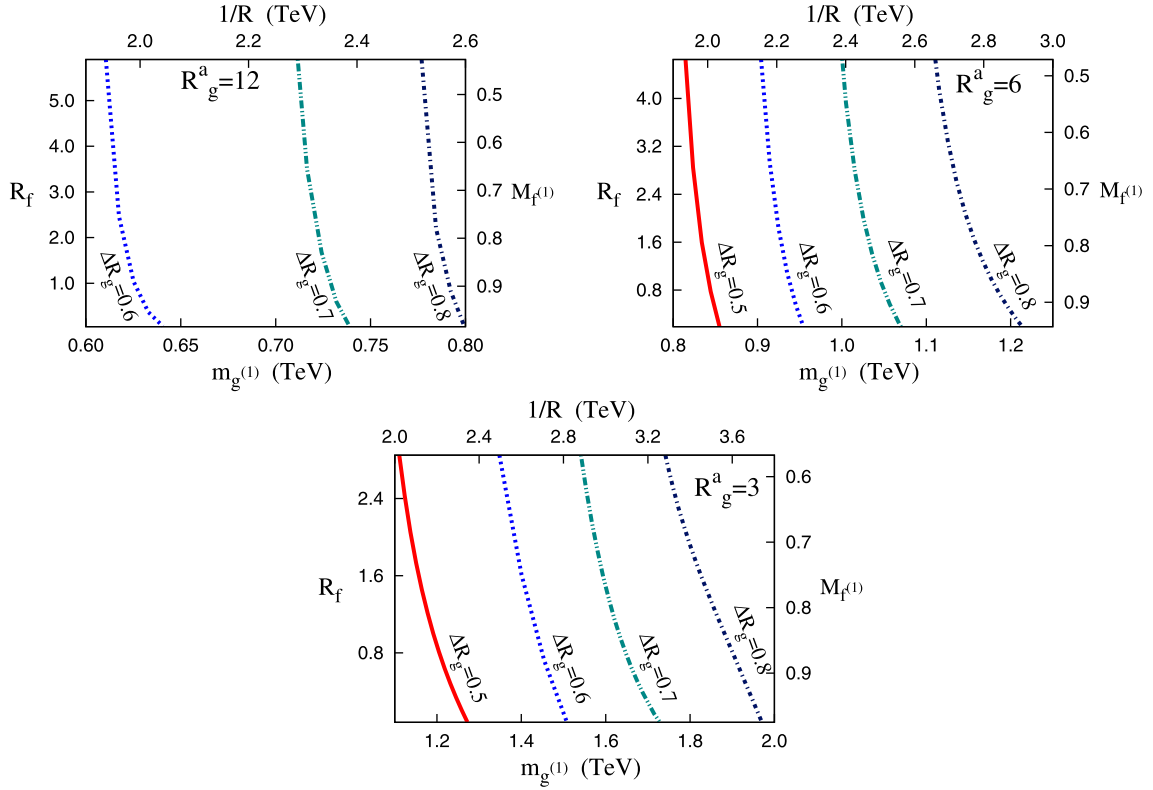 1/R (TeV)
2.0 2.2 2.4 2.6
R^a_g=12
5.0
4.0
3.0
2.0
1.0
R_f
0.5
0.6
0.7
0.8
0.9
M_f(1)
ΔR_g=0.6
ΔR_g=0.7
ΔR_g=0.8
0.60 0.65 0.70 0.75 0.80
m_g(1) (TeV)
1/R (TeV)
2.0 2.2 2.4 2.6 2.8 3.0
R^a_g=6
4.0
3.2
2.4
1.6
0.8
R_f
0.5
0.6
0.7
0.8
0.9
M_f(1)
ΔR_g=0.5
ΔR_g=0.6
ΔR_g=0.7
ΔR_g=0.8
0.8 0.9 1.0 1.1 1.2
m_g(1) (TeV)
1/R (TeV)
2.0 2.4 2.8 3.2 3.6
R^a_g=3
2.4
1.6
0.8
R_f
0.6
0.7
0.8
0.9
M_f(1)
ΔR_g=0.5
ΔR_g=0.6
ΔR_g=0.7
ΔR_g=0.8
1.2 1.4 1.6 1.8 2.0
m_g(1) (TeV)